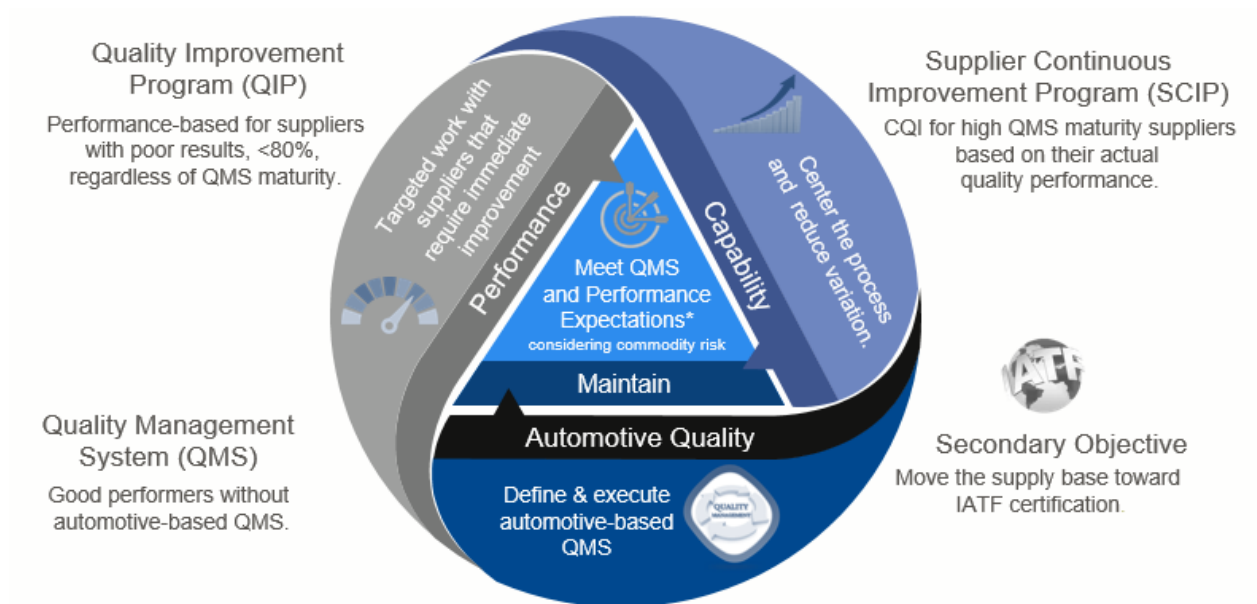 Quality Improvement
Program (QIP)
Performance-based for suppliers
with poor results, <80%,
regardless of QMS maturity.
Targeted work with
suppliers that
require immediate
improvement
Performance
Supplier Continuous
Improvement Program (SCIP)
CQI for high QMS maturity suppliers
based on their actual
quality performance.
Center the process
and reduce variation.
Capability
Meet QMS
and Performance
Expectations*
considering commodity risk
Maintain
Automotive Quality
Define & execute
automotive-based
QMS
QUALITY
MANAGEMENT
Quality Management
System (QMS)
Good performers without
automotive-based QMS.
IATF
Secondary Objective
Move the supply base toward
IATF certification.